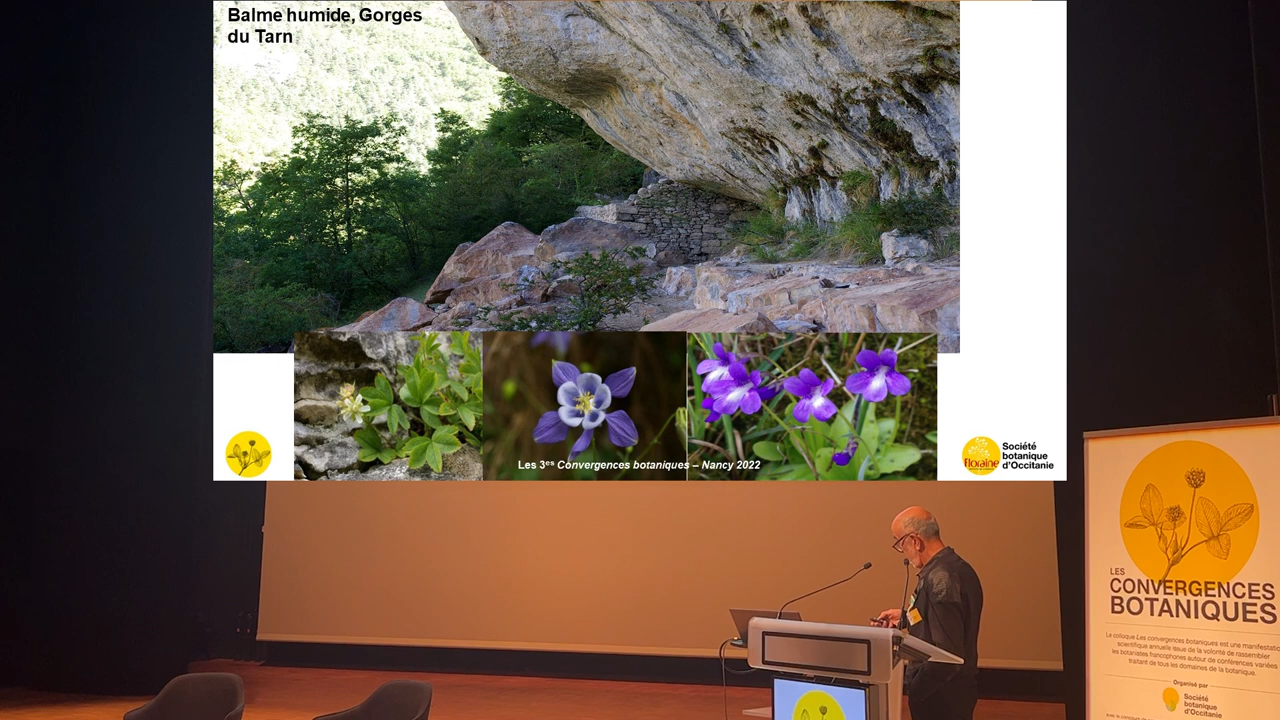 Balme humide, Gorges
du Tarn
Les 3es Convergences botaniques – Nancy 2022
Floraine
Société
botanique
d'Occitanie
LES
CONVERGENCES
BOTANIQUES
Le colloque Les convergences botaniques est une manifestatio
scientifique annuelle issue de la volonté de rassembler
les botanistes francophones autour de conférences variées
traitant de tous les domaines de la botanique.
Organisé par
Société
botanique
d'Occitanie